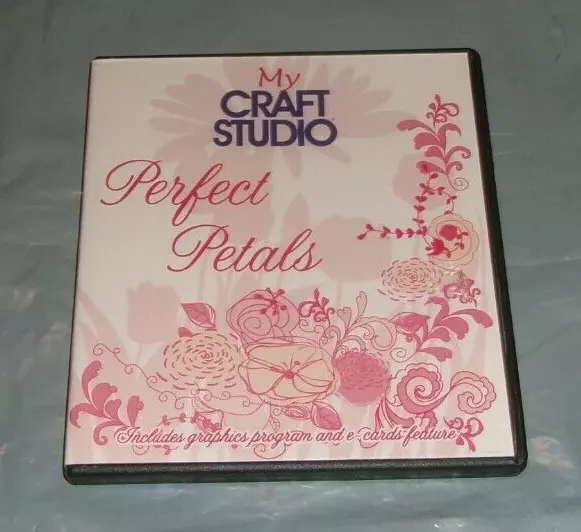 My
CRAFT
STUDIO
Perfect
Petals
Includes graphics program and e-cards feature